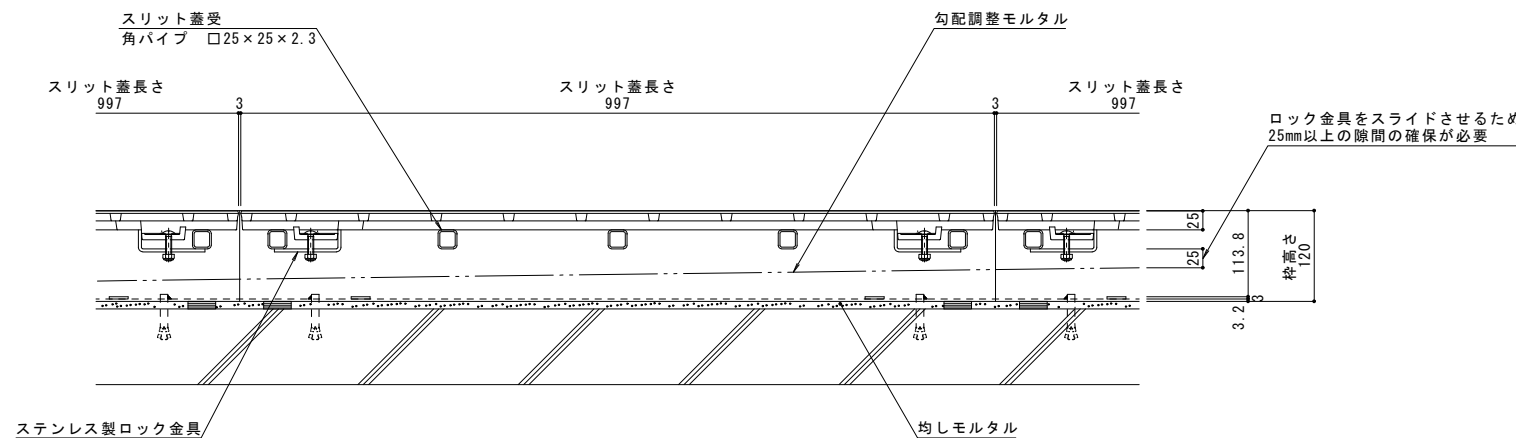 スリット蓋受
角パイプ　□25×25×2.3
勾配調整モルタル
スリット蓋長さ
997
3
スリット蓋長さ
997
3
スリット蓋長さ
997
ロック金具をスライドさせるため
25mm以上の隙間の確保が必要
25
25
113.8
枠高さ
120
3
3.2
ステンレス製ロック金具
均しモルタル